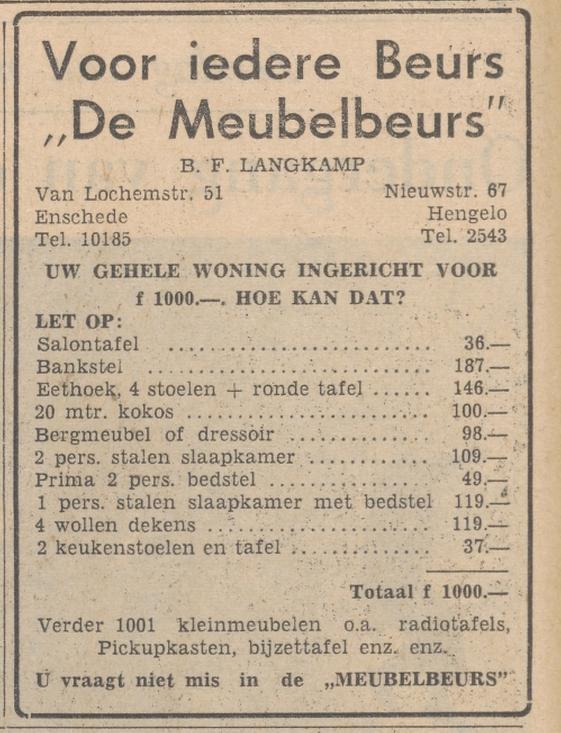 Voor iedere Beurs
„De Meubelbeurs"
B. F. LANGKAMP
Van Lochemstr. 51 Nieuwstr. 67
Enschede Hengelo
Tel. 10185 Tel. 2543
UW GEHELE WONING INGERICHT VOOR
f 1000.—. HOE KAN DAT?
LET OP:
Salontafel ........................ 36.—
Bankstel .......................... 187.—
Eethoek, 4 stoelen + ronde tafel ...... 146.—
20 mtr. kokos ........................ 100.—
Bergmeubel of dressoir ............. 98.—
2 pers. stalen slaapkamer ........... 109.—
Prima 2 pers. bedstel ............... 49.—
1 pers. stalen slaapkamer met bedstel 119.—
4 wollen dekens ...................... 119.—
2 keukenstoelen en tafel ............. 37.—
Totaal f 1000.—
Verder 1001 kleinmeubelen o.a. radiotafels,
Pickupkasten, bijzettafel enz. enz.
U vraagt niet mis in de „MEUBELBEURS"